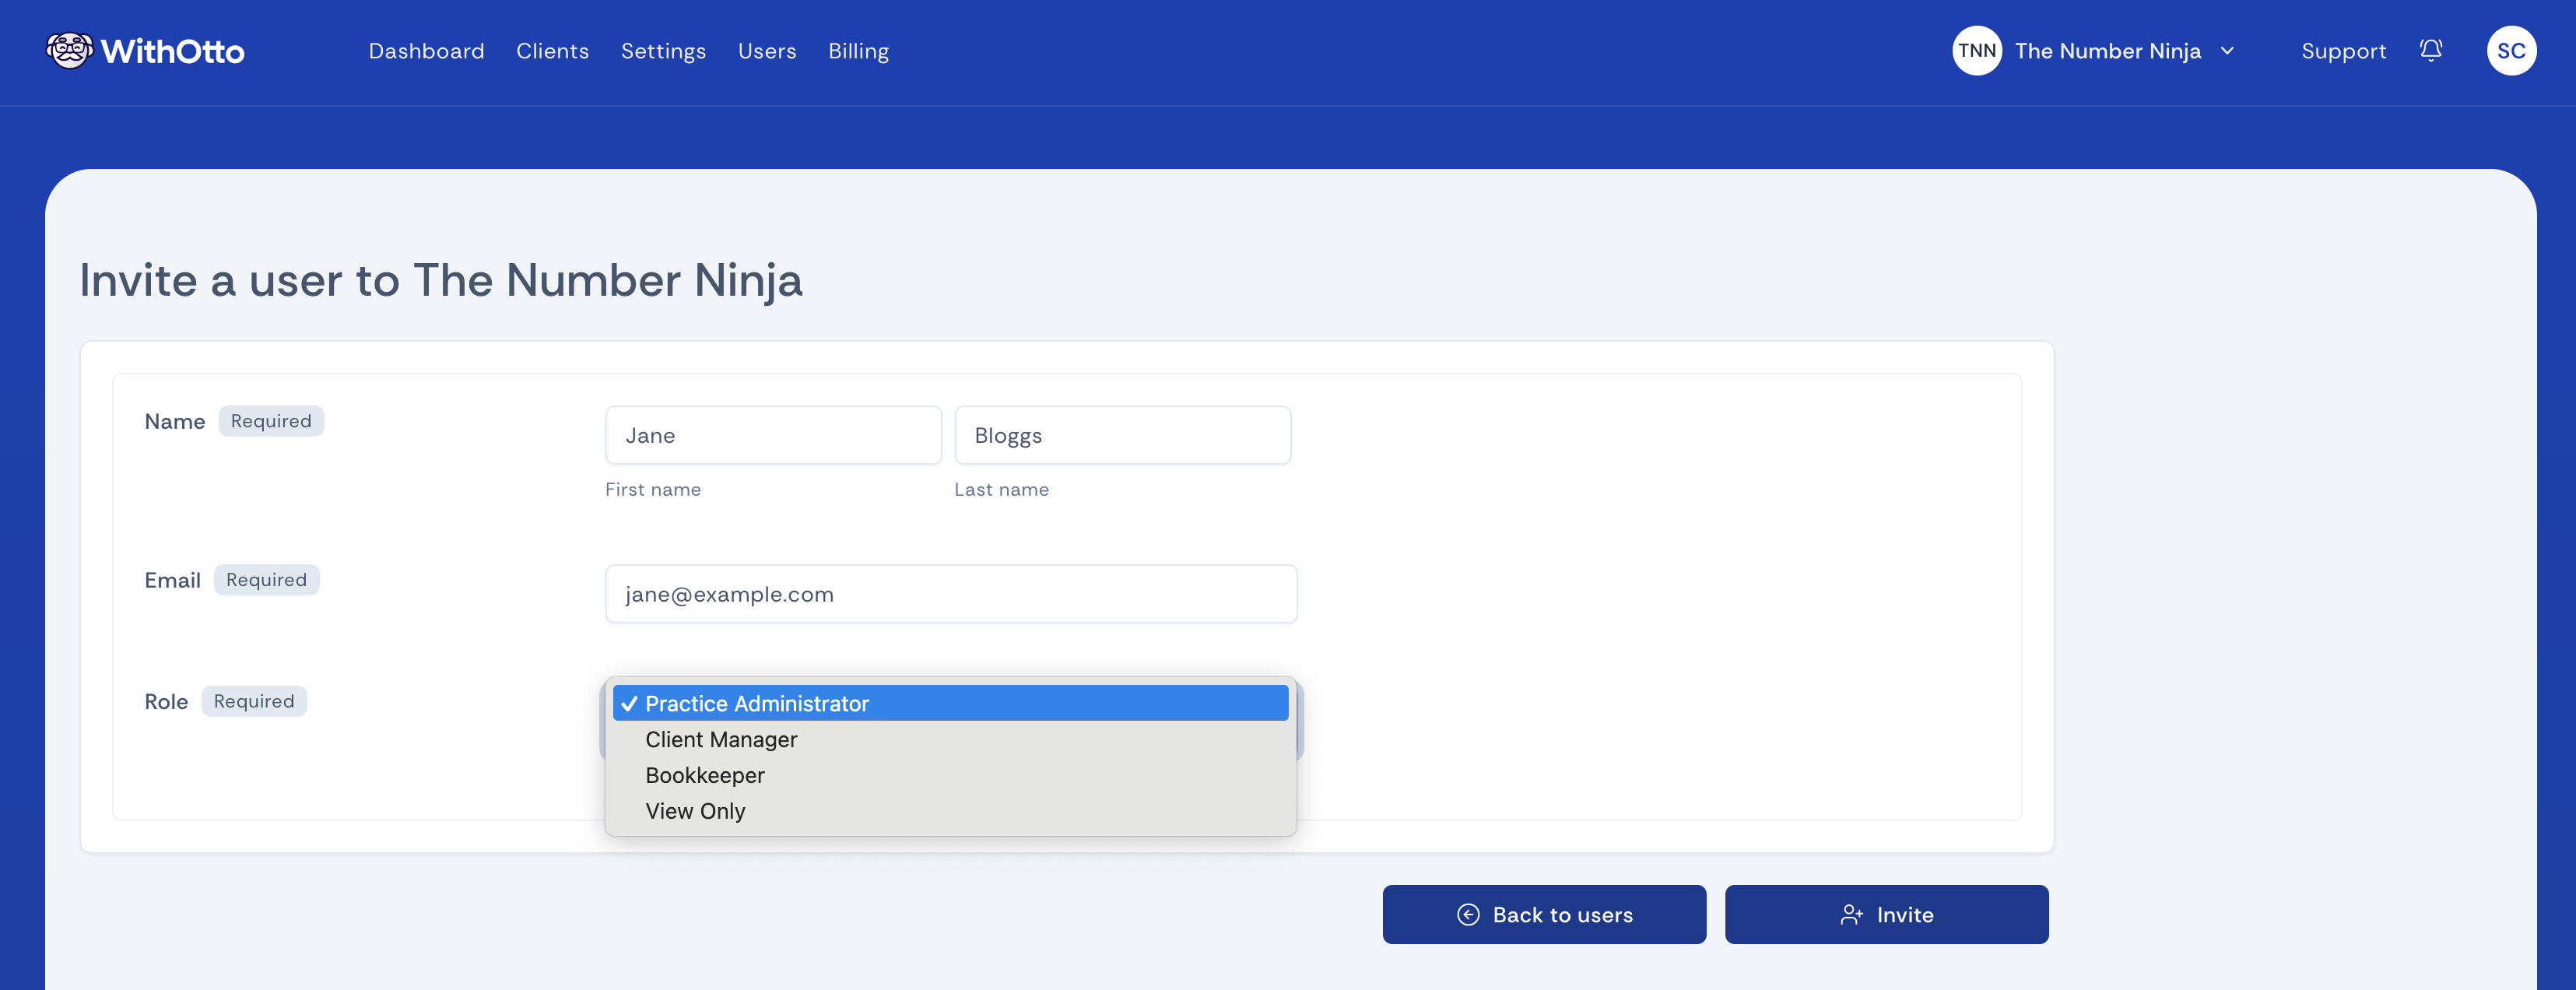 WithOtto Dashboard Clients Settings Users Billing TNN The Number Ninja Support SC
Invite a user to The Number Ninja
Name Required Jane Bloggs
First name Last name
Email Required jane@example.com
Role Required Practice Administrator
Client Manager
Bookkeeper
View Only
Back to users Invite